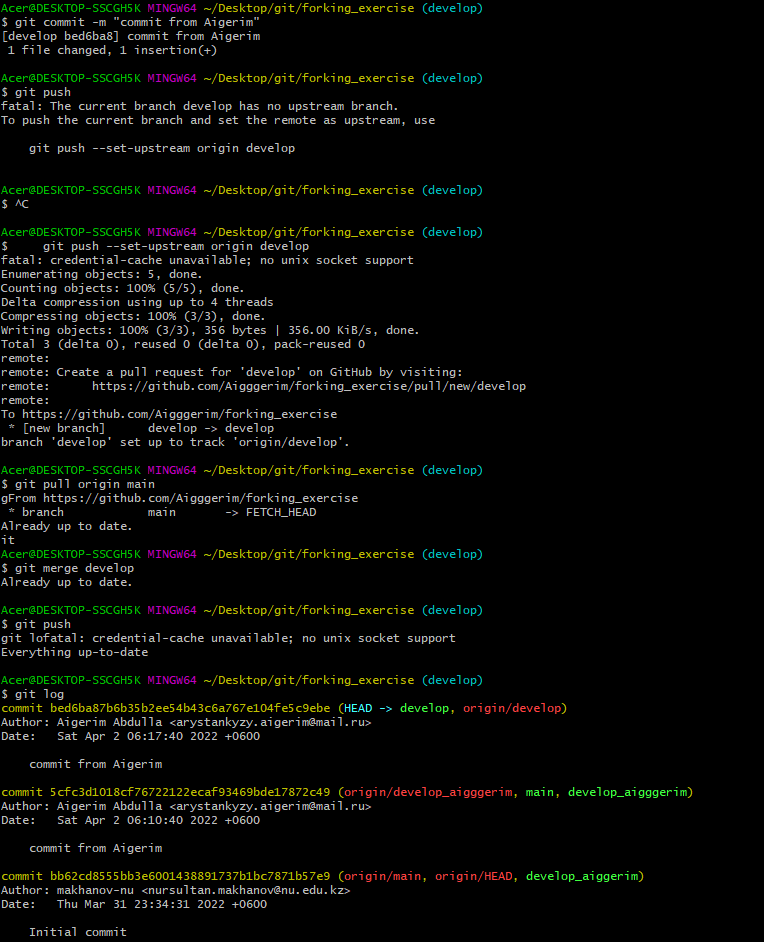 Acer@DESKTOP-SSCGH5K MINGW64 ~/Desktop/git/forking_exercise (develop)
$ git commit -m "commit from Aigerim"
[develop bed6ba8] commit from Aigerim
 1 file changed, 1 insertion(+)

Acer@DESKTOP-SSCGH5K MINGW64 ~/Desktop/git/forking_exercise (develop)
$ git push
fatal: The current branch develop has no upstream branch.
To push the current branch and set the remote as upstream, use

    git push --set-upstream origin develop

Acer@DESKTOP-SSCGH5K MINGW64 ~/Desktop/git/forking_exercise (develop)
$ ^C

Acer@DESKTOP-SSCGH5K MINGW64 ~/Desktop/git/forking_exercise (develop)
$     git push --set-upstream origin develop
fatal: credential-cache unavailable; no unix socket support
Enumerating objects: 5, done.
Counting objects: 100% (5/5), done.
Delta compression using up to 4 threads
Compressing objects: 100% (3/3), done.
Writing objects: 100% (3/3), 356 bytes | 356.00 KiB/s, done.
Total 3 (delta 0), reused 0 (delta 0), pack-reused 0
remote:
remote: Create a pull request for 'develop' on GitHub by visiting:
remote:      https://github.com/Aigggerim/forking_exercise/pull/new/develop
remote:
To https://github.com/Aigggerim/forking_exercise
 * [new branch]      develop -> develop
branch 'develop' set up to track 'origin/develop'.

Acer@DESKTOP-SSCGH5K MINGW64 ~/Desktop/git/forking_exercise (develop)
$ git pull origin main
gFrom https://github.com/Aigggerim/forking_exercise
 * branch            main       -> FETCH_HEAD
Already up to date.
it
Acer@DESKTOP-SSCGH5K MINGW64 ~/Desktop/git/forking_exercise (develop)
$ git merge develop
Already up to date.

Acer@DESKTOP-SSCGH5K MINGW64 ~/Desktop/git/forking_exercise (develop)
$ git push
git lofatal: credential-cache unavailable; no unix socket support
Everything up-to-date

Acer@DESKTOP-SSCGH5K MINGW64 ~/Desktop/git/forking_exercise (develop)
$ git log
commit bed6ba87b6b35b2ee54b43c6a767e104fe5c9ebe (HEAD -> develop, origin/develop)
Author: Aigerim Abdulla <arystankyzy.aigerim@mail.ru>
Date:   Sat Apr 2 06:17:40 2022 +0600

    commit from Aigerim

commit 5cfc3d1018cf76722122ecaf93469bde17872c49 (origin/develop_aigggerim, main, develop_aigggerim)
Author: Aigerim Abdulla <arystankyzy.aigerim@mail.ru>
Date:   Sat Apr 2 06:10:40 2022 +0600

    commit from Aigerim

commit bb62cd8555bb3e6001438891737b1bc7871b57e9 (origin/main, origin/HEAD, develop_aiggerim)
Author: makhanov-nu <nursultan.makhanov@nu.edu.kz>
Date:   Thu Mar 31 23:34:31 2022 +0600

    Initial commit